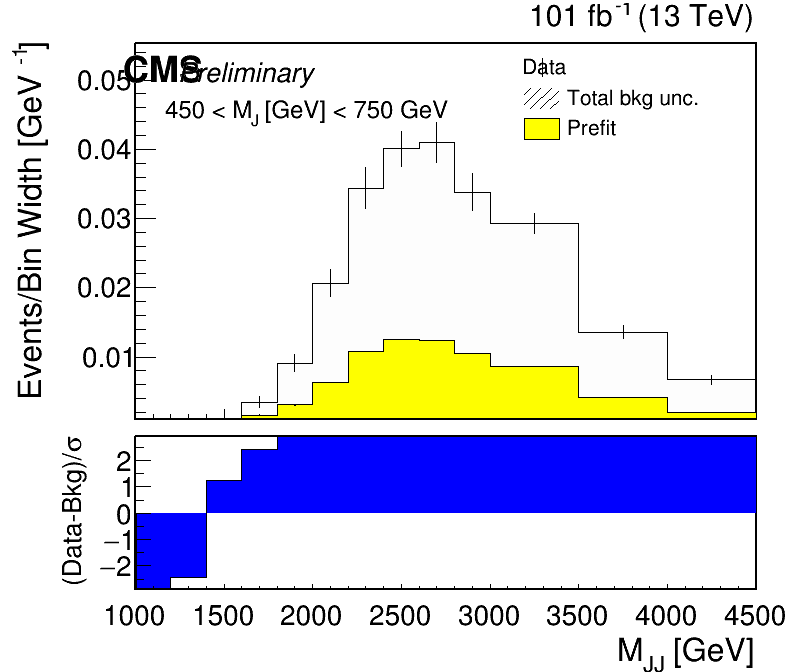 101 fb⁻¹ (13 TeV)
CMS Preliminary
450 < M_J [GeV] < 750 GeV
Data
Total bkg unc.
Prefit
Events/Bin Width [GeV⁻¹]
0.05
0.04
0.03
0.02
0.01
(Data-Bkg)/σ
2
1
0
−1
−2
1000 1500 2000 2500 3000 3500 4000 4500
M_JJ [GeV]